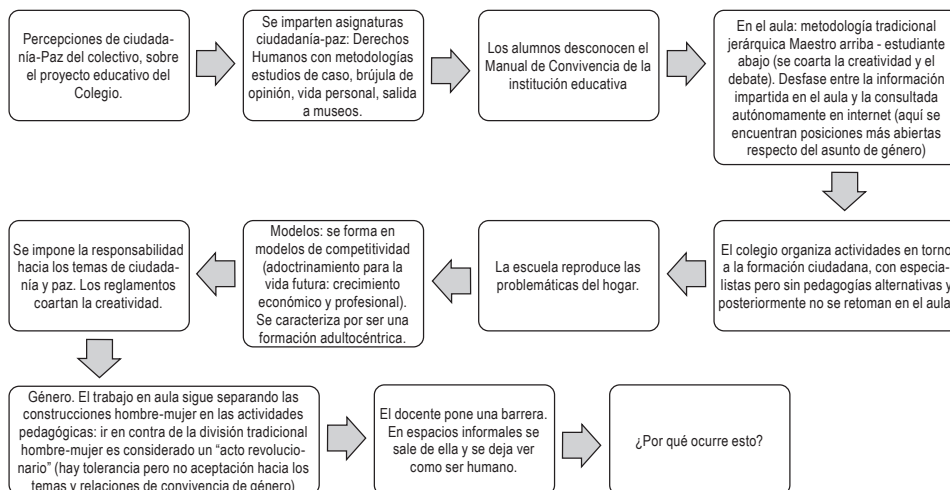 Percepciones de ciudada-
nía-Paz del colectivo, sobre
el proyecto educativo del
Colegio.
Se imparten asignaturas
ciudadanía-paz: Derechos
Humanos con metodologías
estudios de caso, brújula de
opinión, vida personal, salida
a museos.
Los alumnos desconocen el
Manual de Convivencia de la
institución educativa
En el aula: metodología tradicional
jerárquica Maestro arriba - estudiante
abajo (se coarta la creatividad y el
debate). Desfase entre la información
impartida en el aula y la consultada
autónomamente en internet (aquí se
encuentran posiciones más abiertas
respecto del asunto de género)
El colegio organiza actividades en torno
a la formación ciudadana, con especia-
listas pero sin pedagogías alternativas y
posteriormente no se retoman en el aula
La escuela reproduce las
problemáticas del hogar.
Modelos: se forma en
modelos de competitividad
(adoctrinamiento para la
vida futura: crecimiento
económico y profesional).
Se caracteriza por ser una
formación adultocéntrica.
Se impone la responsabilidad
hacia los temas de ciudada-
nía y paz. Los reglamentos
coartan la creatividad.
Género. El trabajo en aula sigue separando las
construcciones hombre-mujer en las actividades
pedagógicas: ir en contra de la división tradicional
hombre-mujer es considerado un “acto revolucio-
nario” (hay tolerancia pero no aceptación hacia los
temas y relaciones de convivencia de género)
El docente pone una barrera.
En espacios informales se
sale de ella y se deja ver
como ser humano.
¿Por qué ocurre esto?